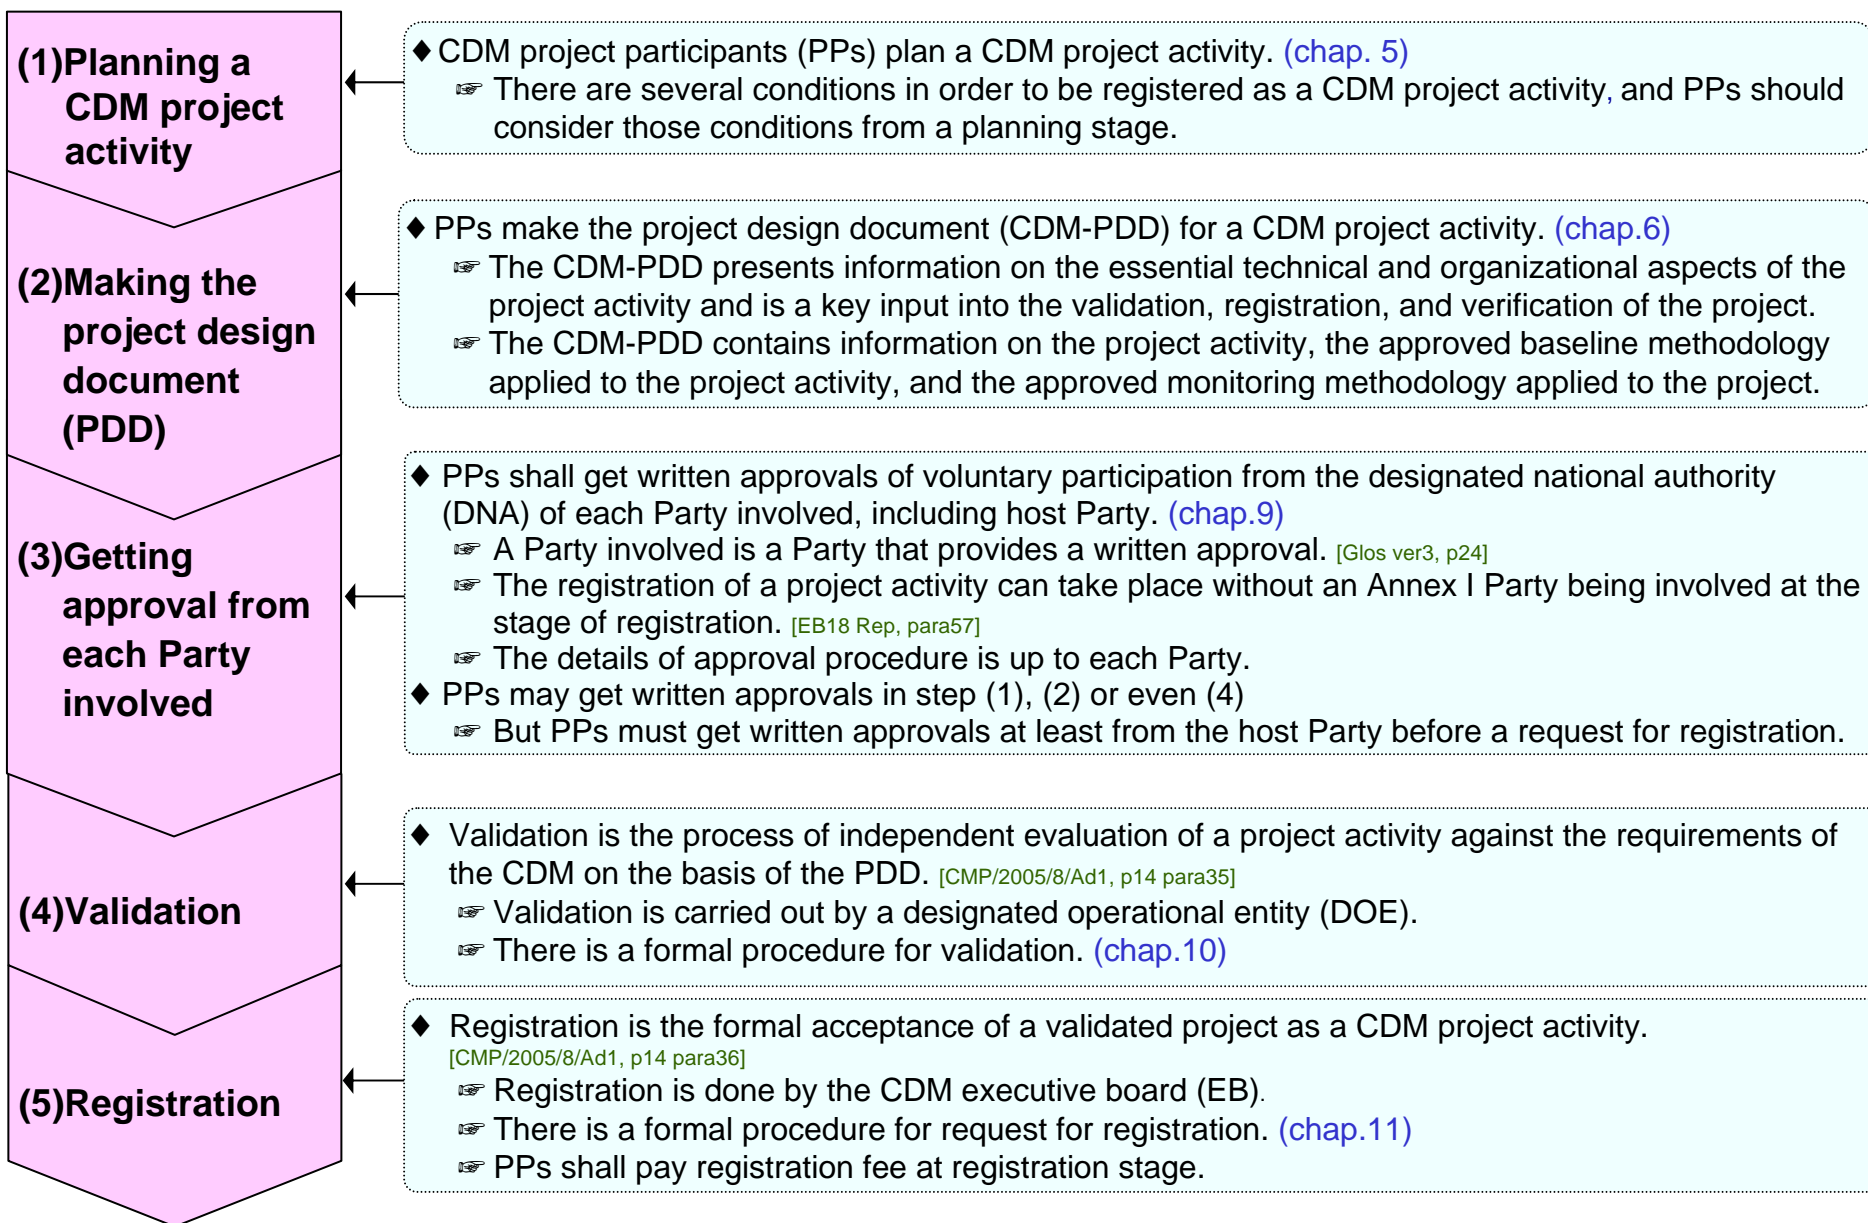 (1)Planning a
CDM project
activity
♦CDM project participants (PPs) plan a CDM project activity. (chap. 5)
☞ There are several conditions in order to be registered as a CDM project activity, and PPs should
consider those conditions from a planning stage.
(2)Making the
project design
document
(PDD)
♦ PPs make the project design document (CDM-PDD) for a CDM project activity. (chap.6)
☞ The CDM-PDD presents information on the essential technical and organizational aspects of the
project activity and is a key input into the validation, registration, and verification of the project.
☞ The CDM-PDD contains information on the project activity, the approved baseline methodology
applied to the project activity, and the approved monitoring methodology applied to the project.
(3)Getting
approval from
each Party
involved
♦ PPs shall get written approvals of voluntary participation from the designated national authority
(DNA) of each Party involved, including host Party. (chap.9)
☞ A Party involved is a Party that provides a written approval. [Glos ver3, p24]
☞ The registration of a project activity can take place without an Annex I Party being involved at the
stage of registration. [EB18 Rep, para57]
☞ The details of approval procedure is up to each Party.
♦ PPs may get written approvals in step (1), (2) or even (4)
☞ But PPs must get written approvals at least from the host Party before a request for registration.
(4)Validation
♦ Validation is the process of independent evaluation of a project activity against the requirements of
the CDM on the basis of the PDD. [CMP/2005/8/Ad1, p14 para35]
☞ Validation is carried out by a designated operational entity (DOE).
☞ There is a formal procedure for validation. (chap.10)
(5)Registration
♦ Registration is the formal acceptance of a validated project as a CDM project activity.
[CMP/2005/8/Ad1, p14 para36]
☞ Registration is done by the CDM executive board (EB).
☞ There is a formal procedure for request for registration. (chap.11)
☞ PPs shall pay registration fee at registration stage.